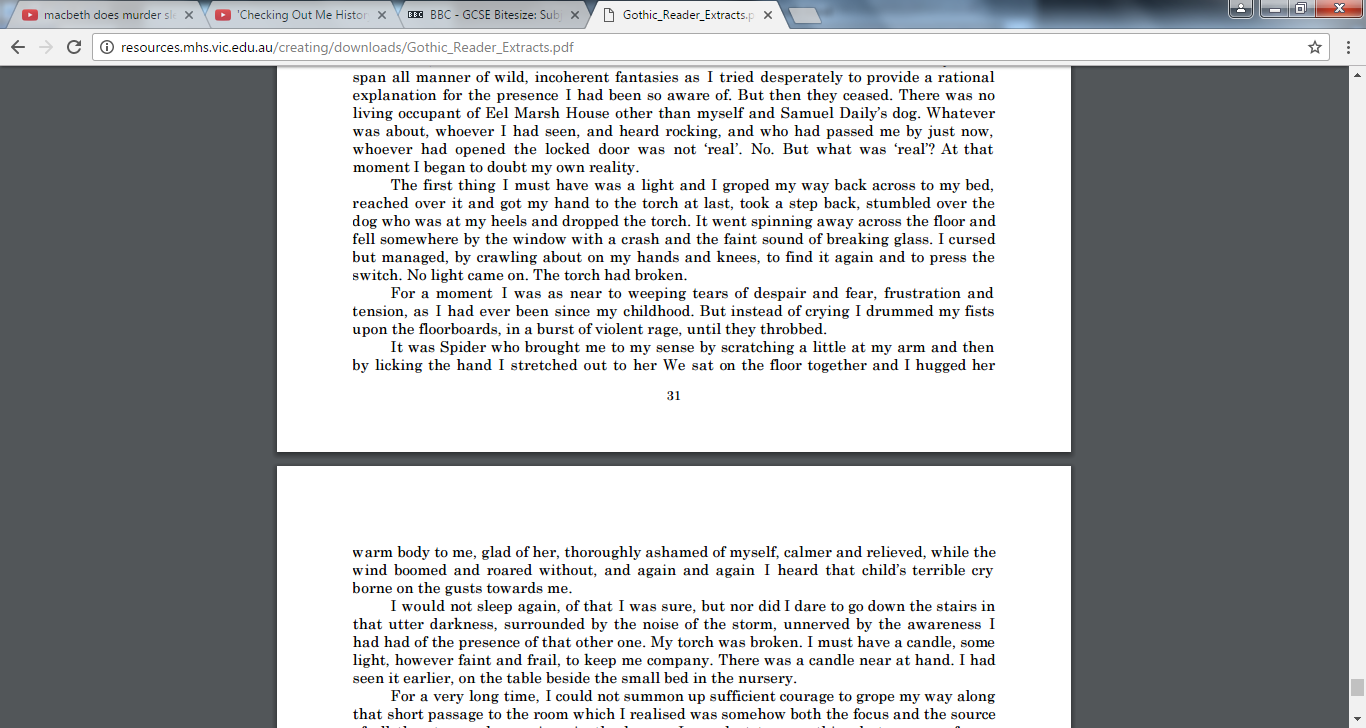 macbeth does murder sl
'Checking Out Me Histor
BBC - GCSE Bitesize: Sub
Gothic_Reader_Extracts.p
resources.mhs.vic.edu.au/creating/downloads/Gothic_Reader_Extracts.pdf
span all manner of wild, incoherent fantasies as I tried desperately to provide a rational
explanation for the presence I had been so aware of. But then they ceased. There was no
living occupant of Eel Marsh House other than myself and Samuel Daily's dog. Whatever
was about, whoever I had seen, and heard rocking, and who had passed me by just now,
whoever had opened the locked door was not 'real'. No. But what was 'real'? At that
moment I began to doubt my own reality.
The first thing I must have was a light and I groped my way back across to my bed,
reached over it and got my hand to the torch at last, took a step back, stumbled over the
dog who was at my heels and dropped the torch. It went spinning away across the floor and
fell somewhere by the window with a crash and the faint sound of breaking glass. I cursed
but managed, by crawling about on my hands and knees, to find it again and to press the
switch. No light came on. The torch had broken.
For a moment I was as near to weeping tears of despair and fear, frustration and
tension, as I had ever been since my childhood. But instead of crying I drummed my fists
upon the floorboards, in a burst of violent rage, until they throbbed.
It was Spider who brought me to my sense by scratching a little at my arm and then
by licking the hand I stretched out to her We sat on the floor together and I hugged her
31
warm body to me, glad of her, thoroughly ashamed of myself, calmer and relieved, while the
wind boomed and roared without, and again and again I heard that child's terrible cry
borne on the gusts towards me.
I would not sleep again, of that I was sure, but nor did I dare to go down the stairs in
that utter darkness, surrounded by the noise of the storm, unnerved by the awareness I
had had of the presence of that other one. My torch was broken. I must have a candle, some
light, however faint and frail, to keep me company. There was a candle near at hand. I had
seen it earlier, on the table beside the small bed in the nursery.
For a very long time, I could not summon up sufficient courage to grope my way along
that short passage to the room which I realised was somehow both the focus and the source